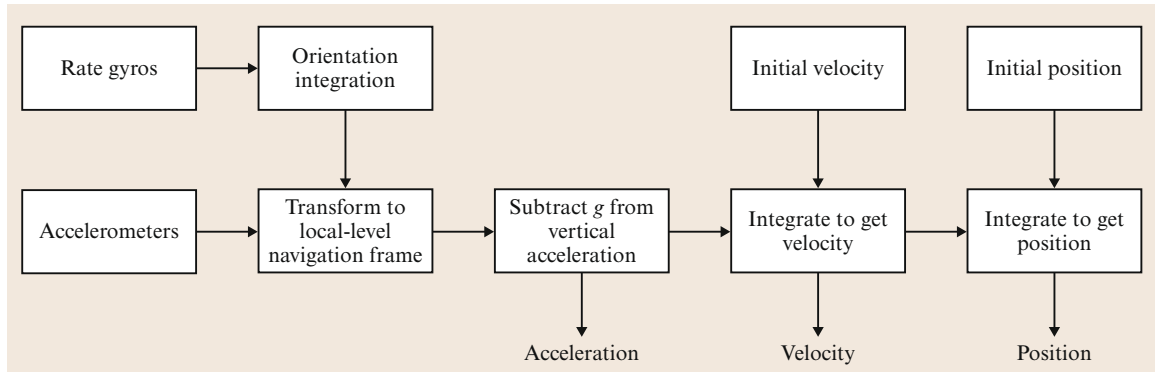 Rate gyros
Orientation
integration
Initial velocity
Initial position
Accelerometers
Transform to
local-level
navigation frame
Subtract g from
vertical
acceleration
Integrate to get
velocity
Integrate to get
position
Acceleration
Velocity
Position